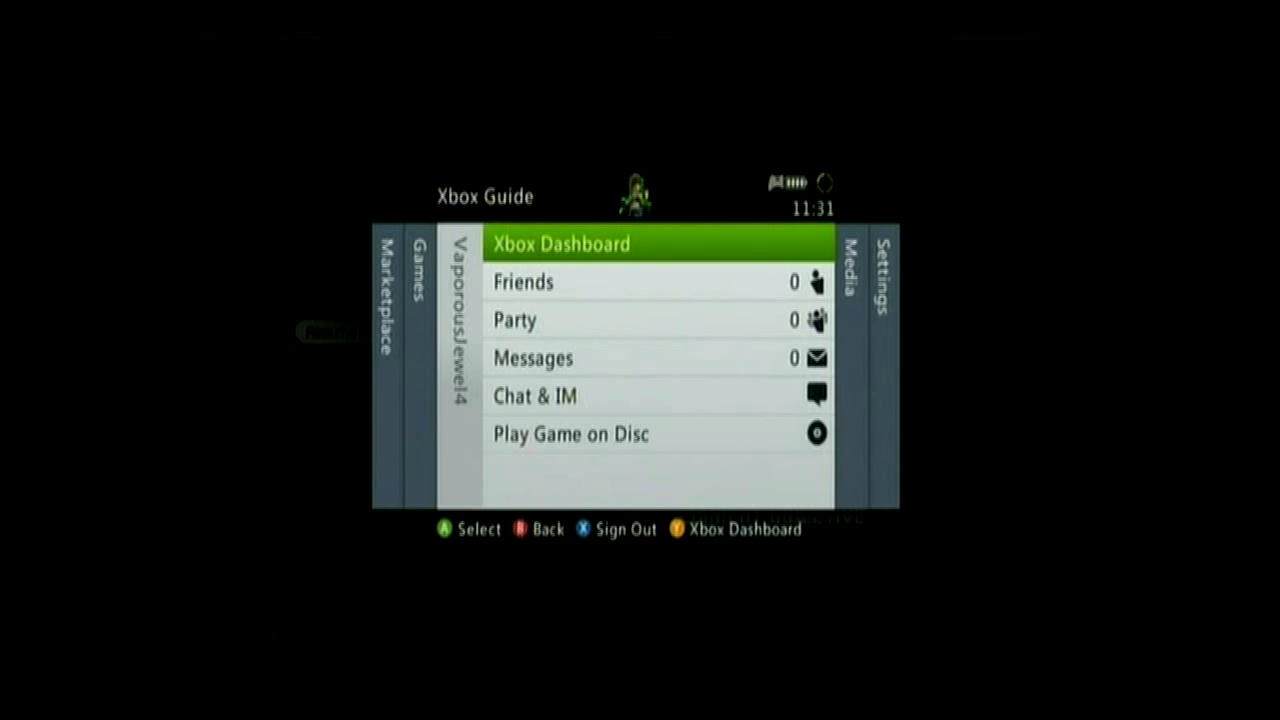 Xbox Guide
11:31
Marketplace
Games
VaporousJewel4
Xbox Dashboard
Friends 0
Party 0
Messages 0
Chat & IM
Play Game on Disc
Media
Settings
A Select B Back X Sign Out Y Xbox Dashboard